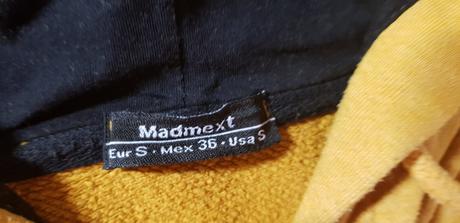 Madmext
Eur S · Mex 36 · Usa S